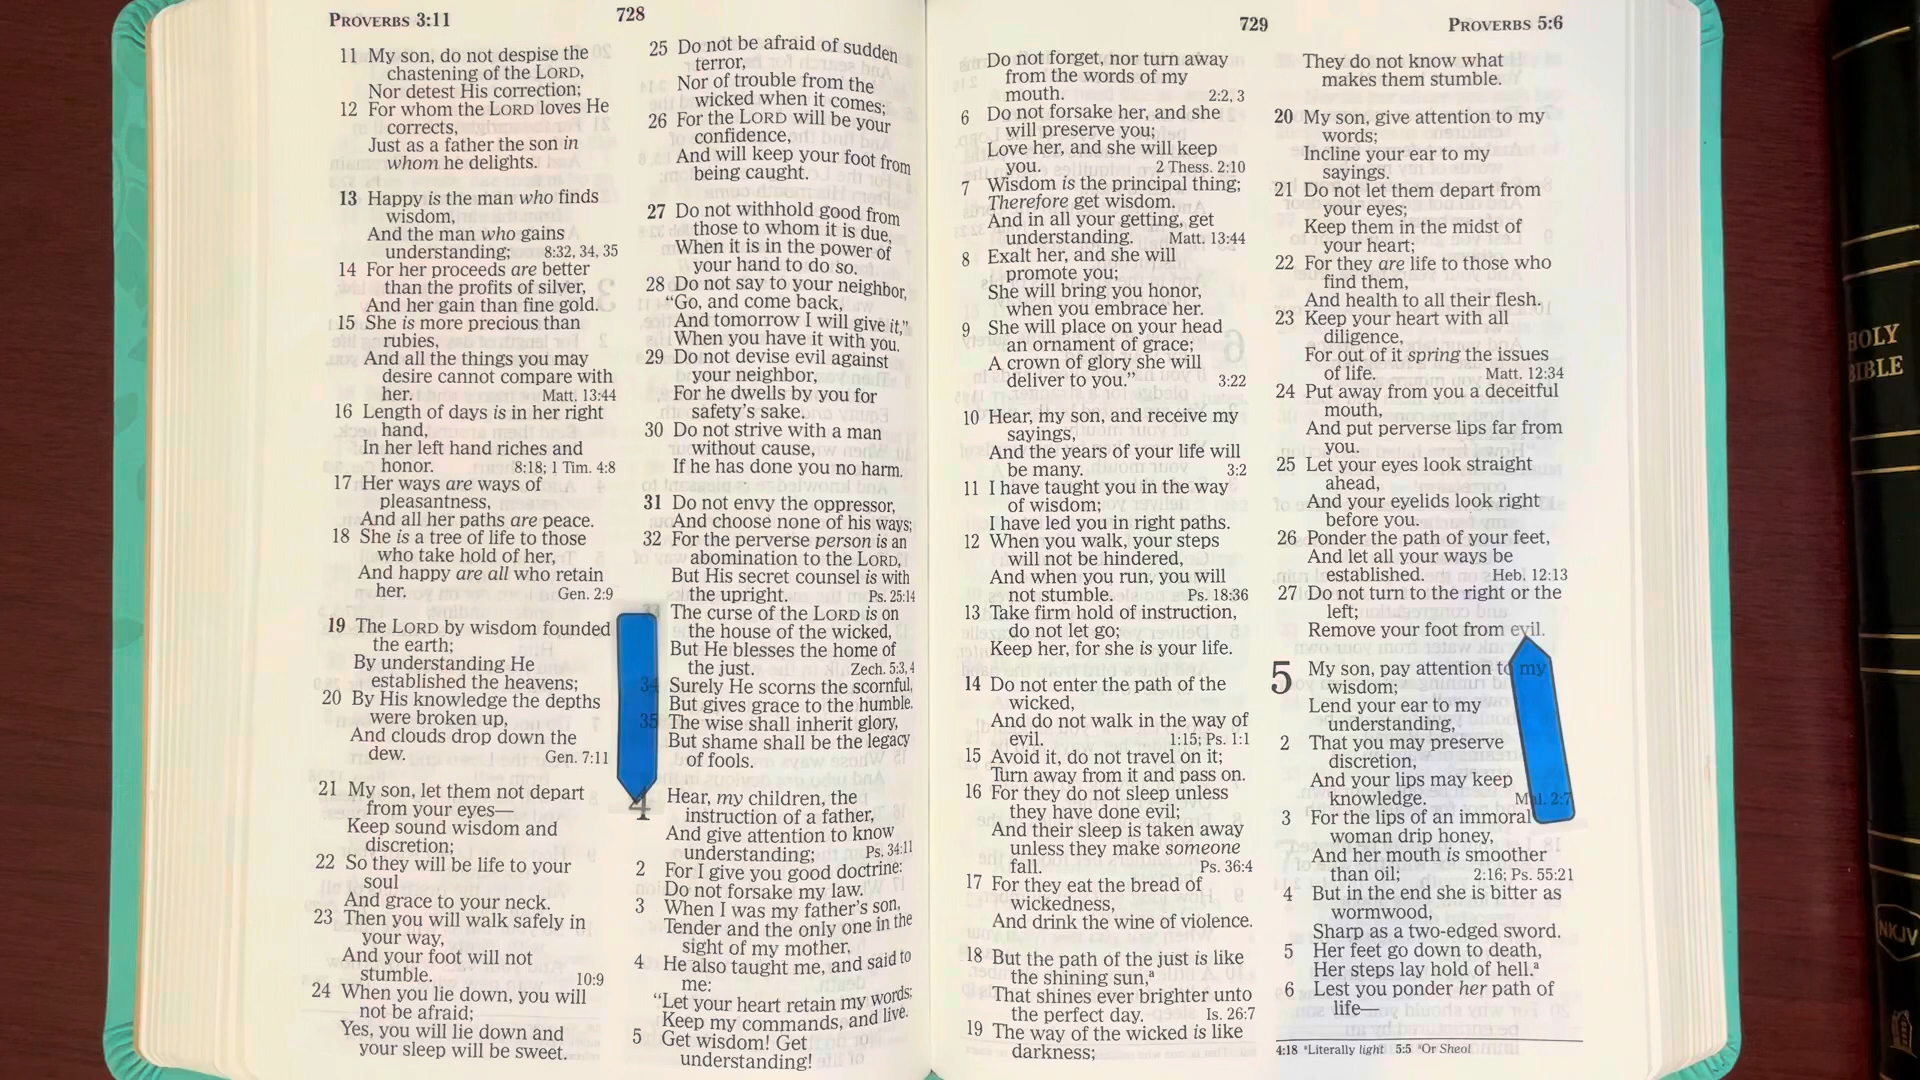 PROVERBS 3:11
728
11 My son, do not despise the
chastening of the LORD,
Nor detest His correction;
12 For whom the LORD loves He
corrects,
Just as a father the son in
whom he delights.
13 Happy is the man who finds
wisdom,
And the man who gains
understanding; 8:32, 34, 35
14 For her proceeds are better
than the profits of silver,
And her gain than fine gold.
15 She is more precious than
rubies,
And all the things you may
desire cannot compare with
her. Matt. 13:44
16 Length of days is in her right
hand,
In her left hand riches and
honor. 8:18; 1 Tim. 4:8
17 Her ways are ways of
pleasantness,
And all her paths are peace.
18 She is a tree of life to those
who take hold of her,
And happy are all who retain
her. Gen. 2:9
19 The LORD by wisdom founded
the earth;
By understanding He
established the heavens;
20 By His knowledge the depths
were broken up,
And clouds drop down the
dew. Gen. 7:11
21 My son, let them not depart
from your eyes—
Keep sound wisdom and
discretion;
22 So they will be life to your
soul
And grace to your neck.
23 Then you will walk safely in
your way,
And your foot will not
stumble. 10:9
24 When you lie down, you will
not be afraid;
Yes, you will lie down and
your sleep will be sweet.
25 Do not be afraid of sudden
terror,
Nor of trouble from the
wicked when it comes;
26 For the LORD will be your
confidence,
And will keep your foot from
being caught.
27 Do not withhold good from
those to whom it is due,
When it is in the power of
your hand to do so.
28 Do not say to your neighbor,
“Go, and come back,
And tomorrow I will give it,”
When you have it with you.
29 Do not devise evil against
your neighbor,
For he dwells by you for
safety’s sake.
30 Do not strive with a man
without cause,
If he has done you no harm.
31 Do not envy the oppressor,
And choose none of his ways;
32 For the perverse person is an
abomination to the LORD,
But His secret counsel is with
the upright. Ps. 25:14
33 The curse of the LORD is on
the house of the wicked,
But He blesses the home of
the just. Zech. 5:3, 4
34 Surely He scorns the scornful,
But gives grace to the humble.
35 The wise shall inherit glory,
But shame shall be the legacy
of fools.
4 Hear, my children, the
instruction of a father,
And give attention to know
understanding; Ps. 34:11
2 For I give you good doctrine:
Do not forsake my law.
3 When I was my father’s son,
Tender and the only one in the
sight of my mother,
4 He also taught me, and said to
me:
“Let your heart retain my words;
Keep my commands, and live.
5 Get wisdom! Get
understanding!
729
PROVERBS 5:6
Do not forget, nor turn away
from the words of my
mouth. 2:2, 3
6 Do not forsake her, and she
will preserve you;
Love her, and she will keep
you. 2 Thess. 2:10
7 Wisdom is the principal thing;
Therefore get wisdom.
And in all your getting, get
understanding. Matt. 13:44
8 Exalt her, and she will
promote you;
She will bring you honor,
when you embrace her.
9 She will place on your head
an ornament of grace;
A crown of glory she will
deliver to you.” 3:22
10 Hear, my son, and receive my
sayings,
And the years of your life will
be many. 3:2
11 I have taught you in the way
of wisdom;
I have led you in right paths.
12 When you walk, your steps
will not be hindered,
And when you run, you will
not stumble. Ps. 18:36
13 Take firm hold of instruction,
do not let go;
Keep her, for she is your life.
14 Do not enter the path of the
wicked,
And do not walk in the way of
evil. 1:15; Ps. 1:1
15 Avoid it, do not travel on it;
Turn away from it and pass on.
16 For they do not sleep unless
they have done evil;
And their sleep is taken away
unless they make someone
fall. Ps. 36:4
17 For they eat the bread of
wickedness,
And drink the wine of violence.
18 But the path of the just is like
the shining sun,a
That shines ever brighter unto
the perfect day. Is. 26:7
19 The way of the wicked is like
darkness;
They do not know what
makes them stumble.
20 My son, give attention to my
words;
Incline your ear to my
sayings.
21 Do not let them depart from
your eyes;
Keep them in the midst of
your heart;
22 For they are life to those who
find them,
And health to all their flesh.
23 Keep your heart with all
diligence,
For out of it spring the issues
of life. Matt. 12:34
24 Put away from you a deceitful
mouth,
And put perverse lips far from
you.
25 Let your eyes look straight
ahead,
And your eyelids look right
before you.
26 Ponder the path of your feet,
And let all your ways be
established. Heb. 12:13
27 Do not turn to the right or the
left;
Remove your foot from evil.
5 My son, pay attention to my
wisdom;
Lend your ear to my
understanding,
2 That you may preserve
discretion,
And your lips may keep
knowledge. Mal. 2:7
3 For the lips of an immoral
woman drip honey,
And her mouth is smoother
than oil; 2:16; Ps. 55:21
4 But in the end she is bitter as
wormwood,
Sharp as a two-edged sword.
5 Her feet go down to death,
Her steps lay hold of hell.a
6 Lest you ponder her path of
life—
4:18 aLiterally light 5:5 aOr Sheol
HOLY
BIBLE
NKJV